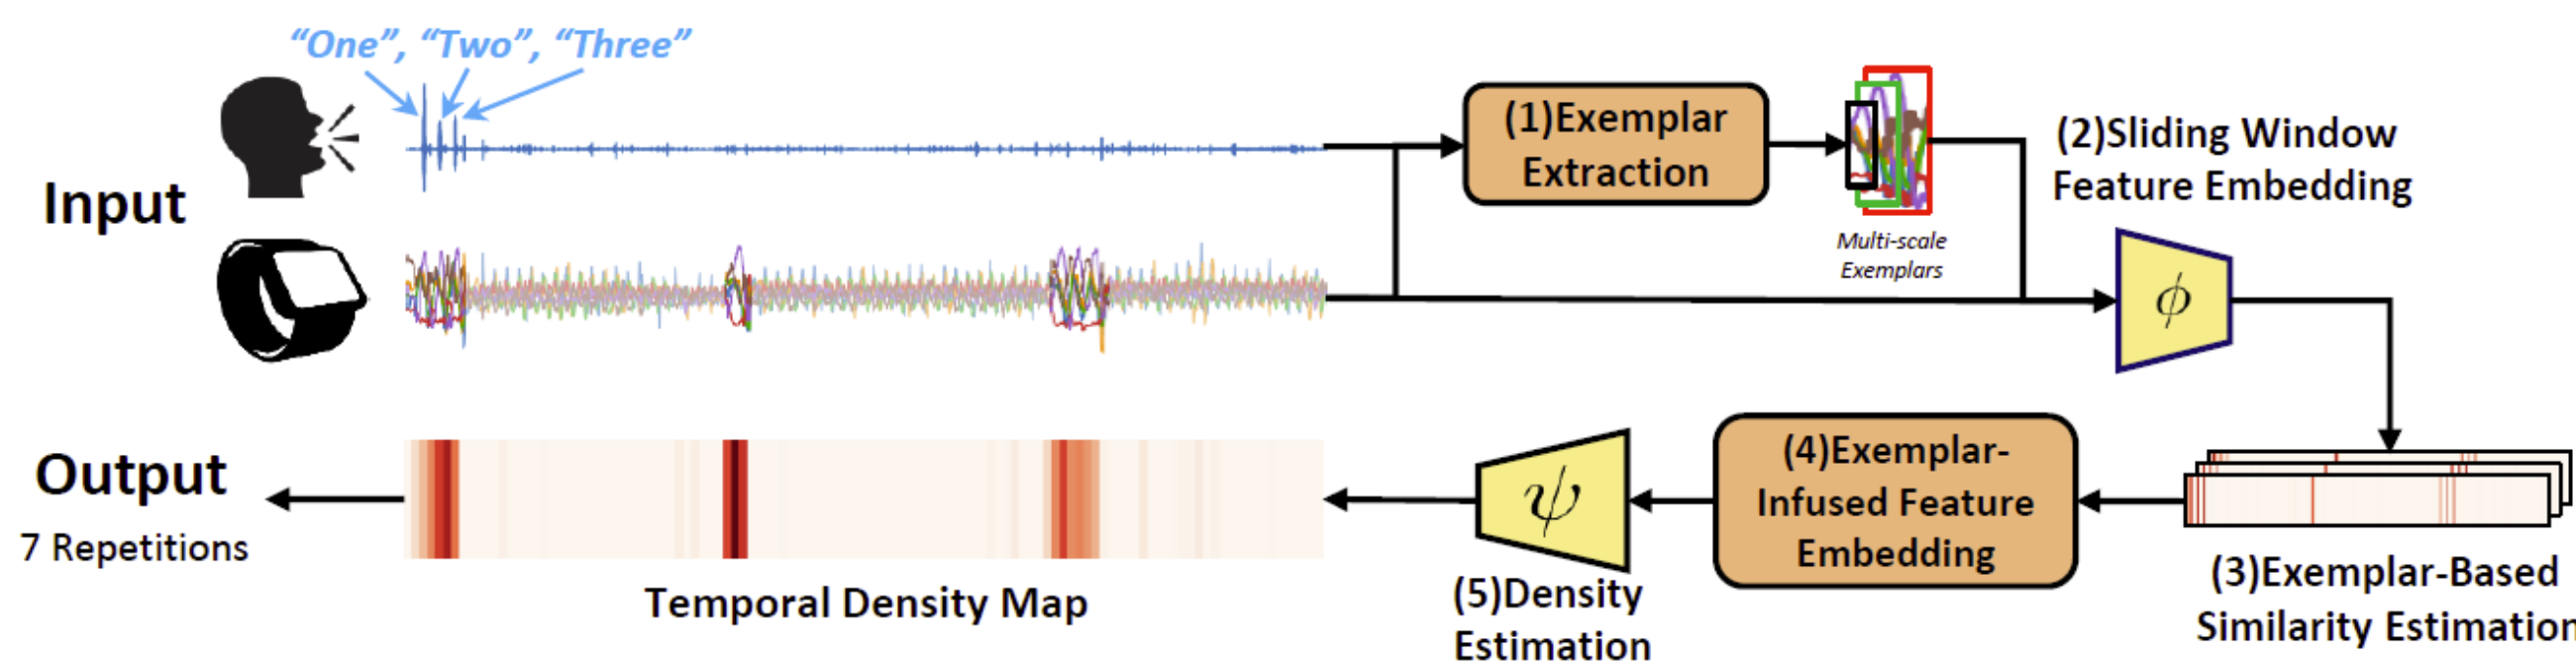 “One”, “Two”, “Three”
Input
(1)Exemplar
Extraction
Multi-scale
Exemplars
(2)Sliding Window
Feature Embedding
ϕ
Output
7 Repetitions
Temporal Density Map
ψ
(5)Density
Estimation
(4)Exemplar-
Infused Feature
Embedding
(3)Exemplar-Based
Similarity Estimation